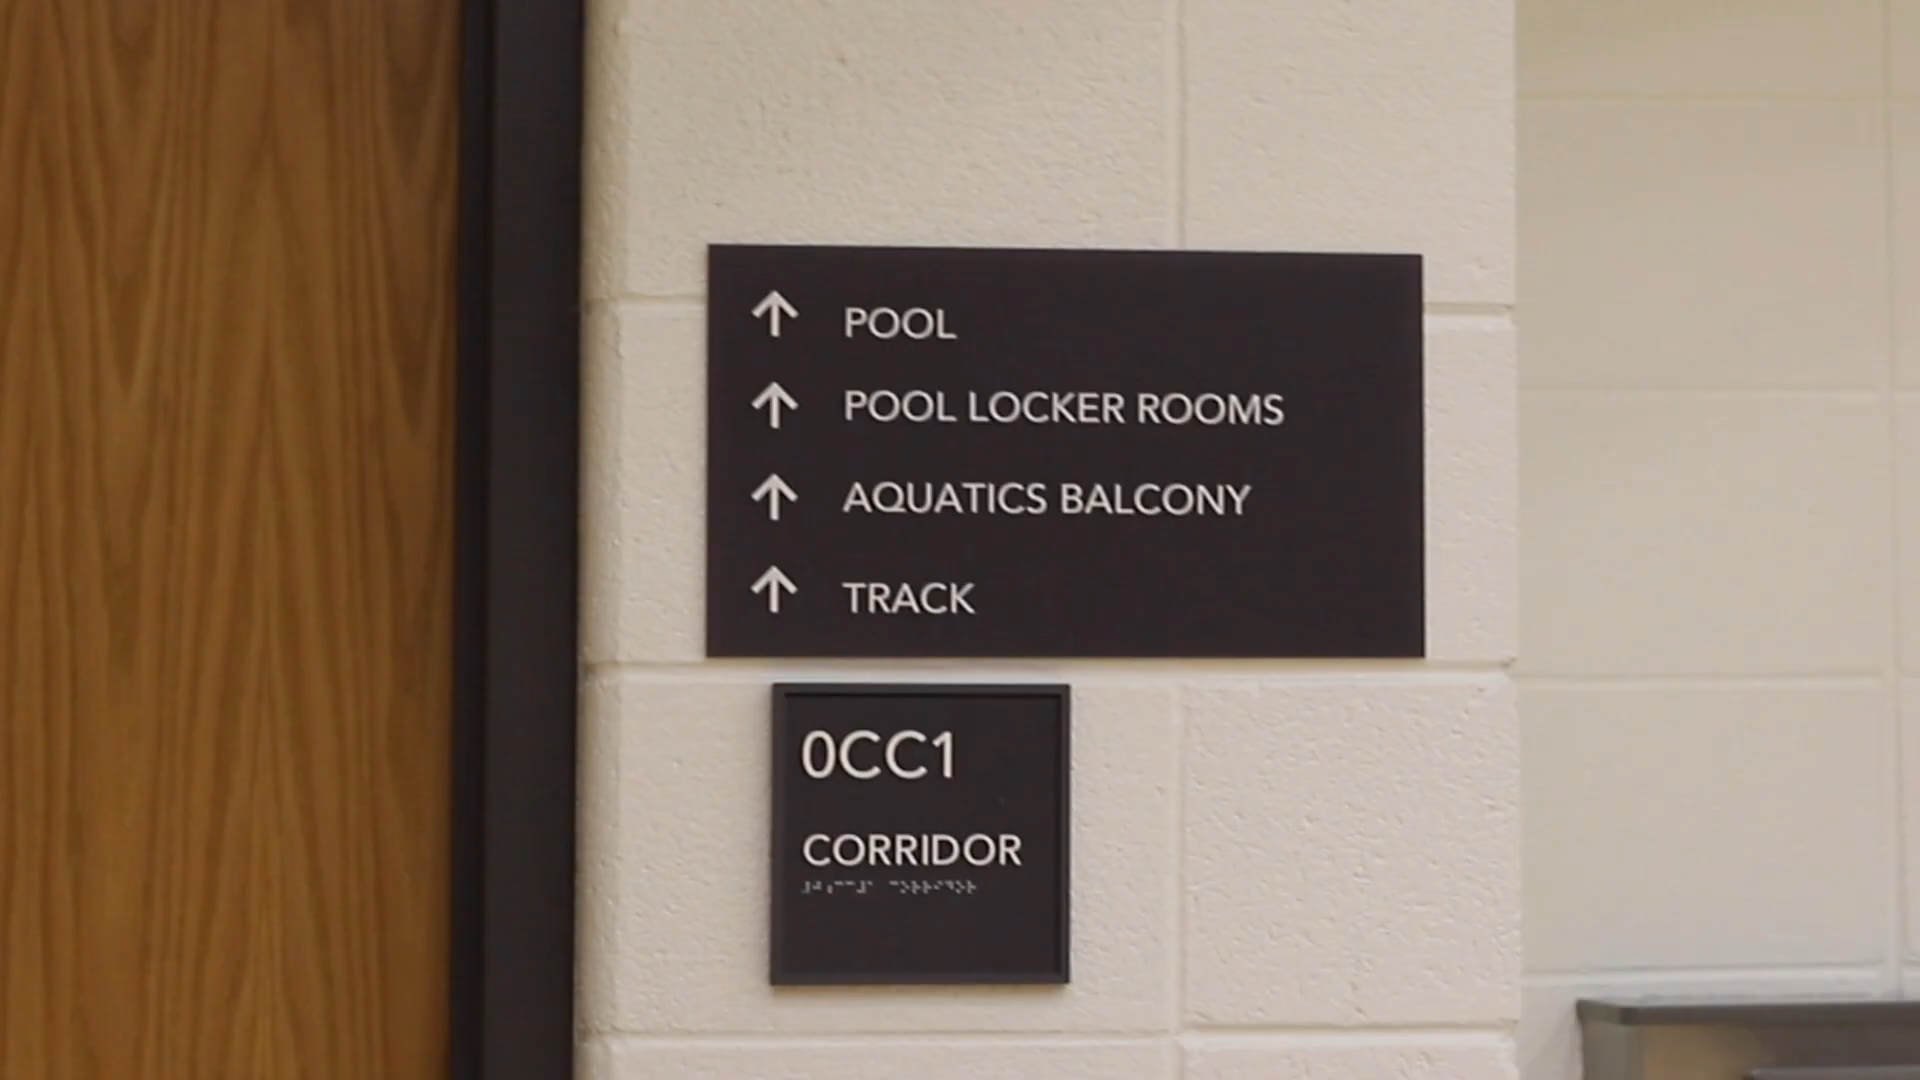 ↑ POOL
↑ POOL LOCKER ROOMS
↑ AQUATICS BALCONY
↑ TRACK
0CC1
CORRIDOR